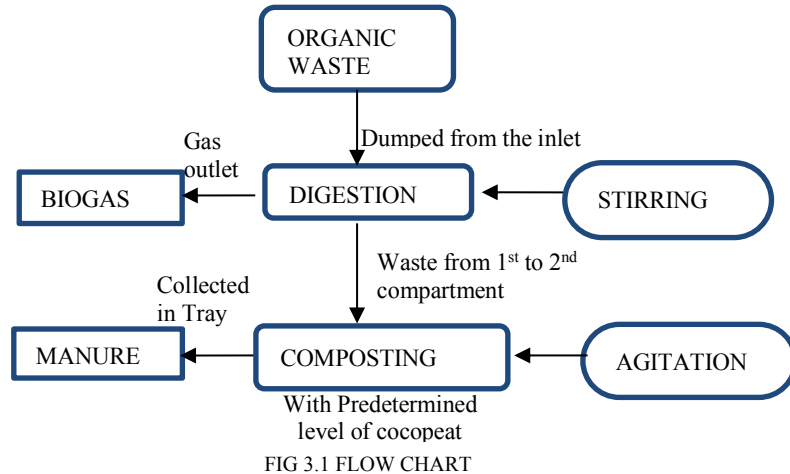 ORGANIC
WASTE
Dumped from the inlet
Gas
outlet
BIOGAS
DIGESTION
STIRRING
Waste from 1st to 2nd
compartment
Collected
in Tray
MANURE
COMPOSTING
AGITATION
With Predetermined
level of cocopeat
FIG 3.1 FLOW CHART